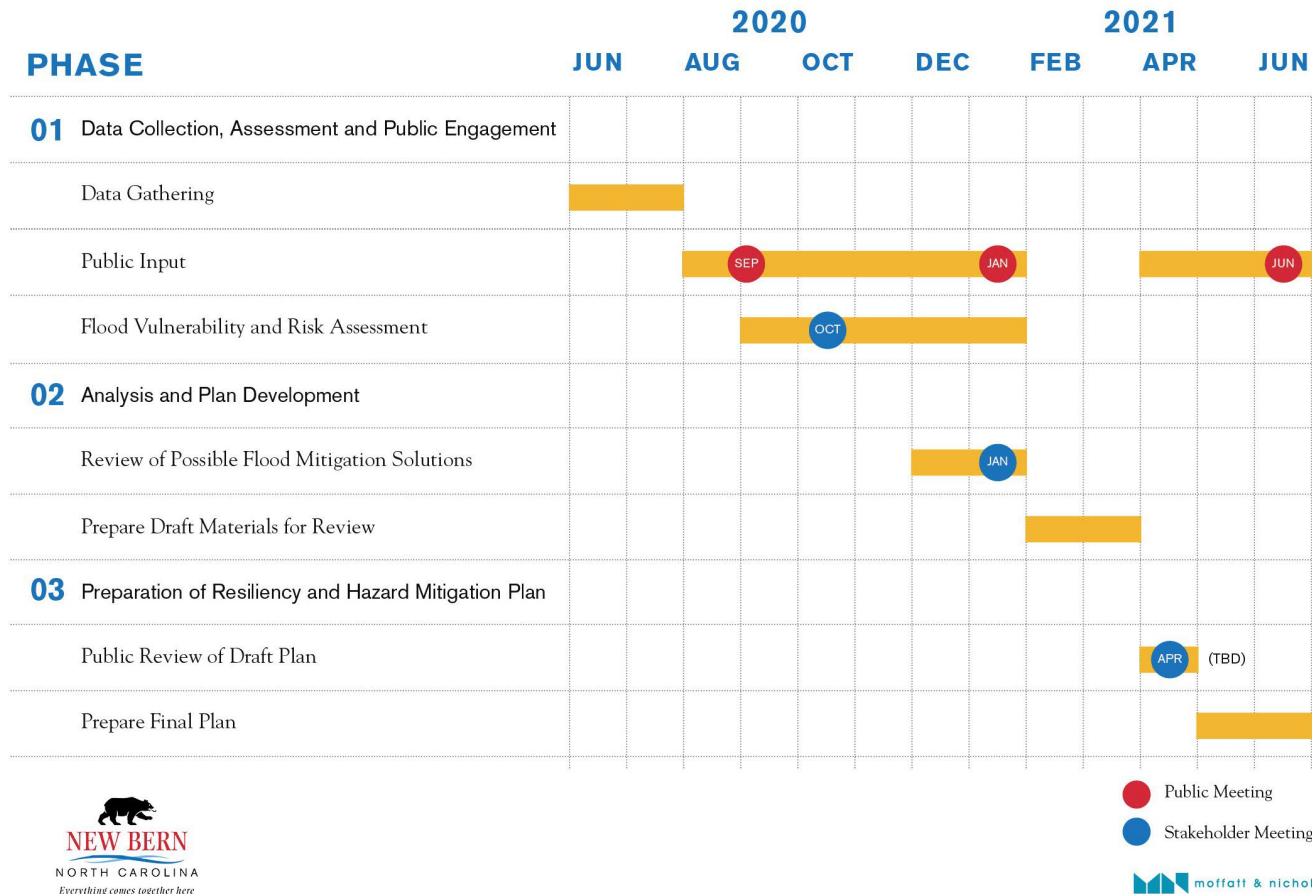 2020 2021
PHASE JUN AUG OCT DEC FEB APR JUN
01 Data Collection, Assessment and Public Engagement
Data Gathering
Public Input SEP JAN JUN
Flood Vulnerability and Risk Assessment OCT
02 Analysis and Plan Development
Review of Possible Flood Mitigation Solutions JAN
Prepare Draft Materials for Review
03 Preparation of Resiliency and Hazard Mitigation Plan
Public Review of Draft Plan APR (TBD)
Prepare Final Plan
Public Meeting
Stakeholder Meeting
NEW BERN
NORTH CAROLINA
Everything comes together here
moffatt & nichol